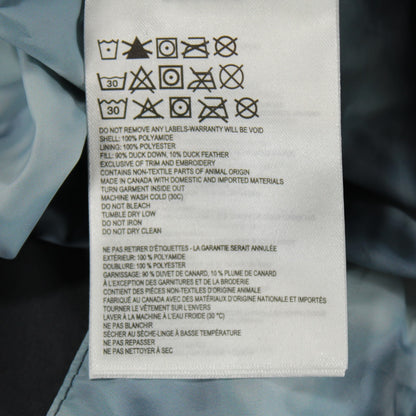 30
30
DO NOT REMOVE ANY LABELS-WARRANTY WILL BE VOID
SHELL: 100% POLYAMIDE
LINING: 100% POLYESTER
FILL: 90% DUCK DOWN, 10% DUCK FEATHER
EXCLUSIVE OF TRIM AND EMBROIDERY
CONTAINS NON-TEXTILE PARTS OF ANIMAL ORIGIN
MADE IN CANADA WITH DOMESTIC AND IMPORTED MATERIALS
TURN GARMENT INSIDE OUT
MACHINE WASH COLD (30C)
DO NOT BLEACH
TUMBLE DRY LOW
DO NOT IRON
DO NOT DRY CLEAN
NE PAS RETIRER D'ÉTIQUETTES - LA GARANTIE SERAIT ANNULÉE
EXTÉRIEUR: 100 % POLYAMIDE
DOUBLURE: 100 % POLYESTER
GARNISSAGE: 90 % DUVET DE CANARD, 10 % PLUME DE CANARD
À L'EXCEPTION DES GARNITURES ET DE LA BRODERIE
CONTIENT DES PIÈCES NON-TEXTILES D'ORIGINE ANIMALE
FABRIQUÉ AU CANADA AVEC DES MATÉRIAUX D'ORIGINE NATIONALE ET IMPORTÉS
TOURNER LE VÊTEMENT SUR L'ENVERS
LAVER À LA MACHINE À L'EAU FROIDE (30 °C)
NE PAS BLANCHIR
SÉCHER AU SÈCHE-LINGE À BASSE TEMPÉRATURE
NE PAS REPASSER
NE PAS NETTOYER À SEC